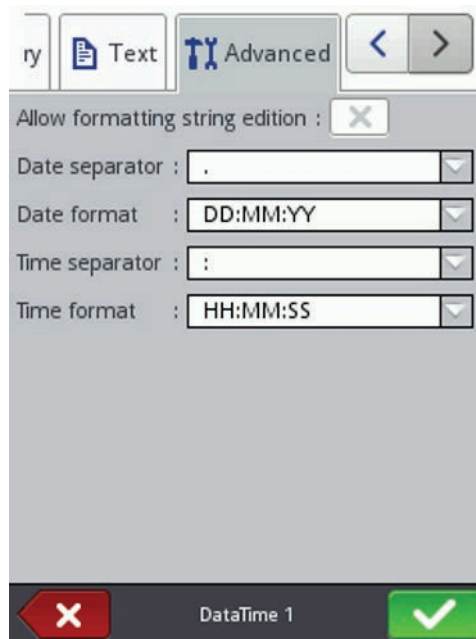 ry Text Advanced
Allow formatting string edition :
Date separator : .
Date format : DD:MM:YY
Time separator : :
Time format : HH:MM:SS
DataTime 1